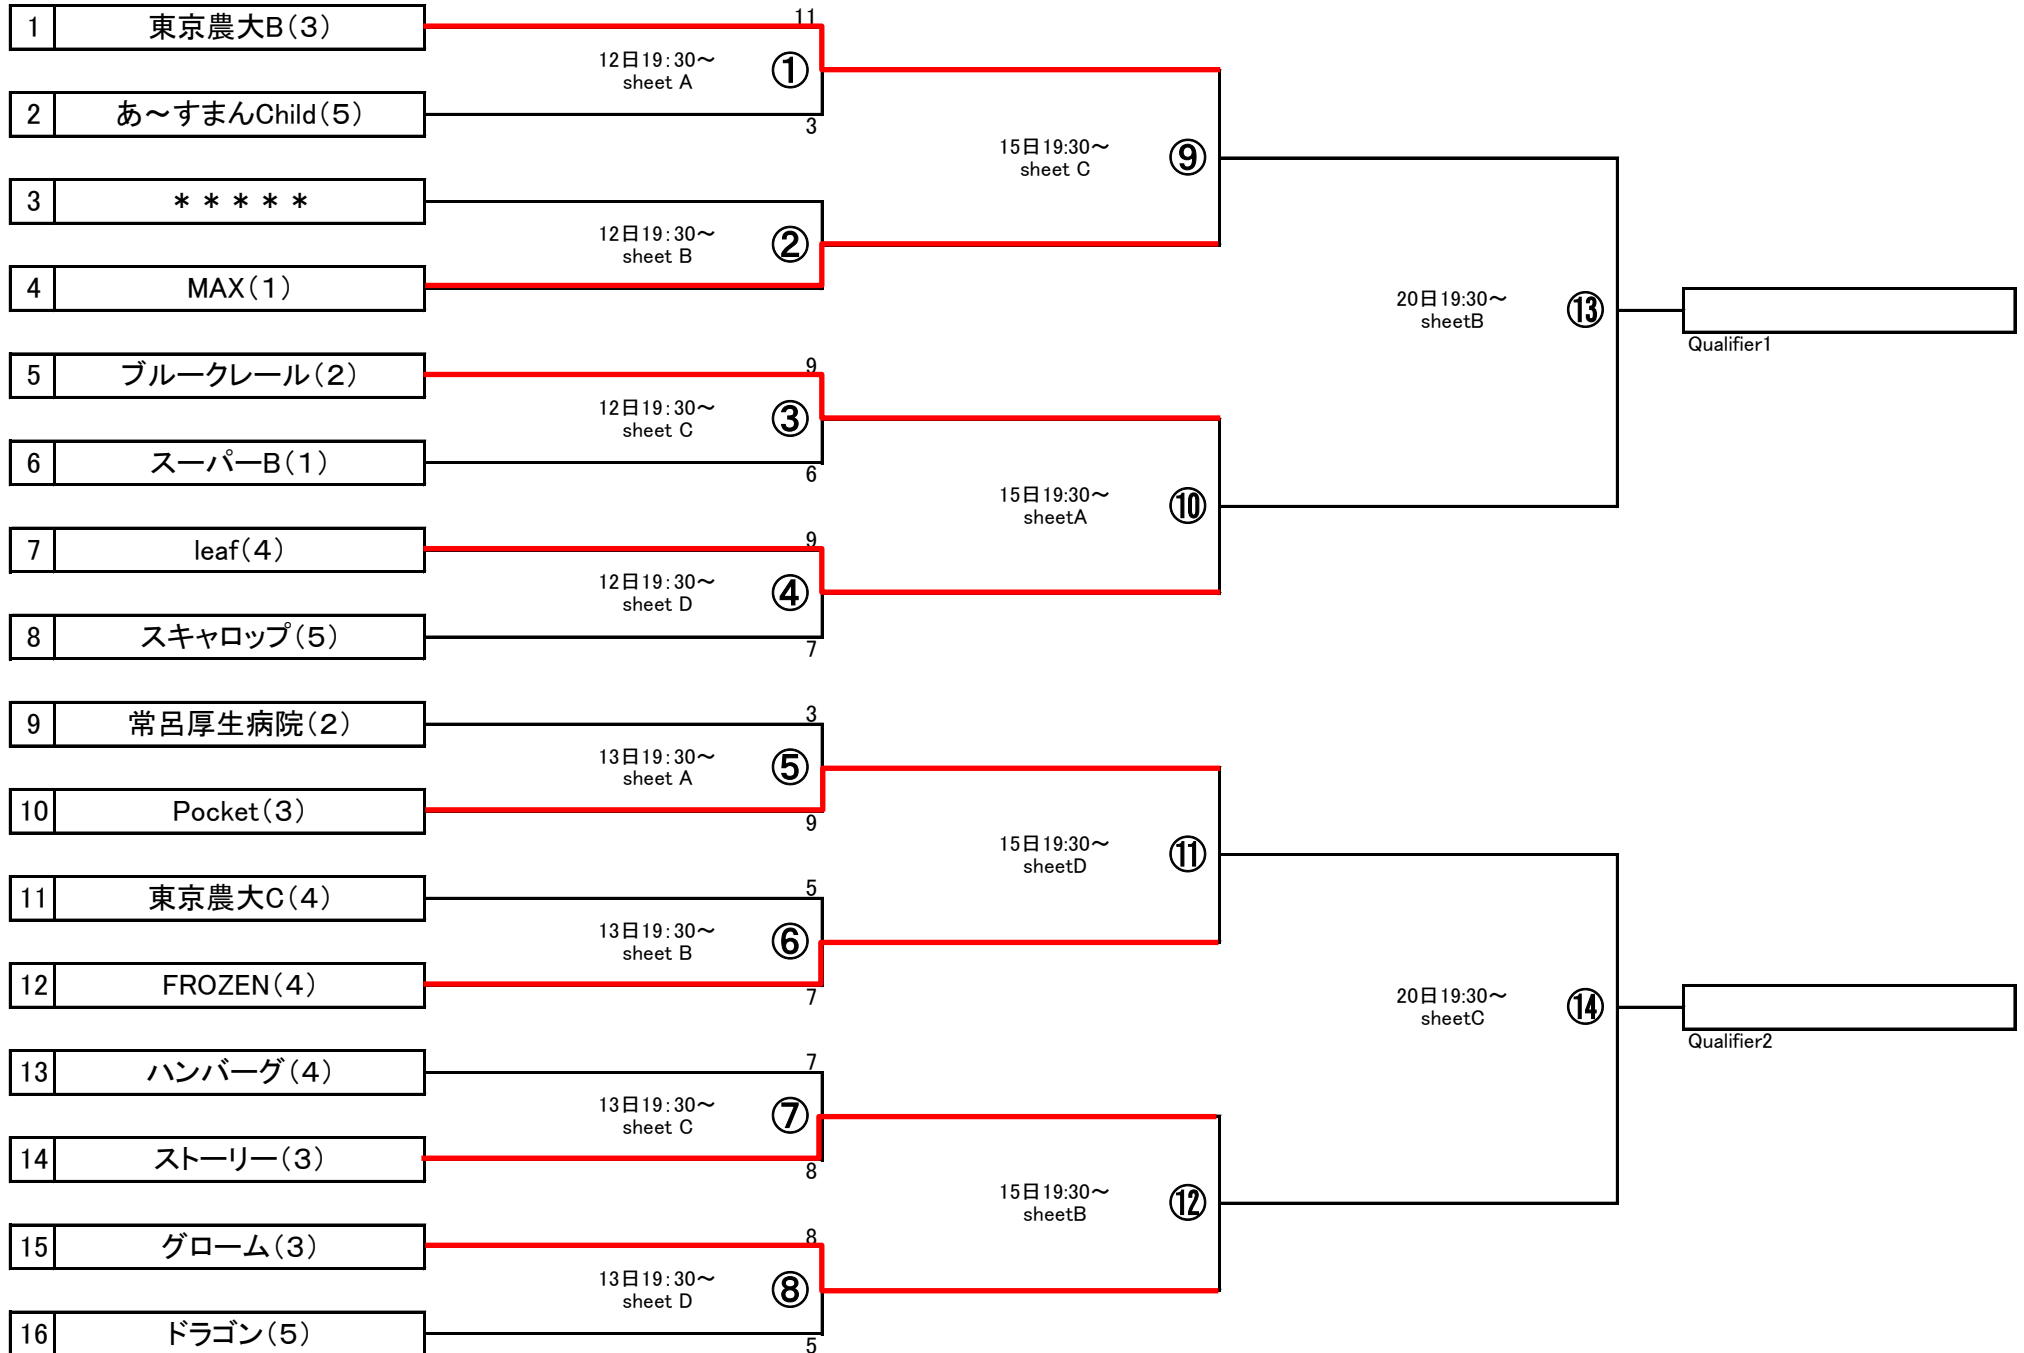 1 東京農大B（3）
11
12日19：30～
sheet A
①
2 あ～すまんChild（5）
3
15日19:30～
sheet C
⑨
3 ＊＊＊＊＊
12日19：30～
sheet B
②
4 MAX（1）
20日19:30～
sheetB
⑬
Qualifier1
5 ブルークレール（2）
9
12日19：30～
sheet C
③
6 スーパーB（1）
6
15日19:30～
sheetA
⑩
7 leaf（4）
9
12日19：30～
sheet D
④
8 スキャロップ（5）
7
9 常呂厚生病院（2）
3
13日19：30～
sheet A
⑤
10 Pocket（3）
9
15日19:30～
sheetD
⑪
11 東京農大C（4）
5
13日19：30～
sheet B
⑥
12 FROZEN（4）
7
20日19:30～
sheetC
⑭
Qualifier2
13 ハンバーグ（4）
7
13日19：30～
sheet C
⑦
14 ストーリー（3）
8
15日19:30～
sheetB
⑫
15 グローム（3）
8
13日19：30～
sheet D
⑧
16 ドラゴン（5）
5